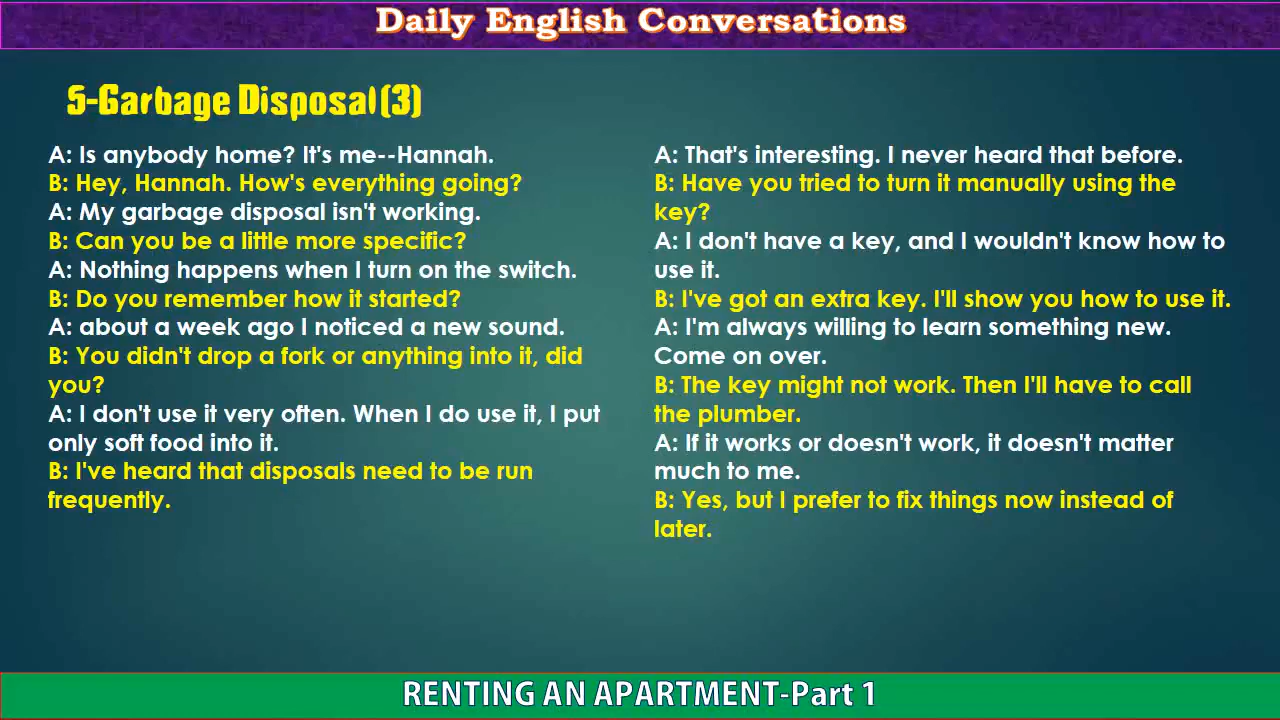 Daily English Conversations
5-Garbage Disposal(3)
A: Is anybody home? It's me--Hannah.
B: Hey, Hannah. How's everything going?
A: My garbage disposal isn't working.
B: Can you be a little more specific?
A: Nothing happens when I turn on the switch.
B: Do you remember how it started?
A: about a week ago I noticed a new sound.
B: You didn't drop a fork or anything into it, did
you?
A: I don't use it very often. When I do use it, I put
only soft food into it.
B: I've heard that disposals need to be run
frequently.
A: That's interesting. I never heard that before.
B: Have you tried to turn it manually using the
key?
A: I don't have a key, and I wouldn't know how to
use it.
B: I've got an extra key. I'll show you how to use it.
A: I'm always willing to learn something new.
Come on over.
B: The key might not work. Then I'll have to call
the plumber.
A: If it works or doesn't work, it doesn't matter
much to me.
B: Yes, but I prefer to fix things now instead of
later.
RENTING AN APARTMENT-Part 1